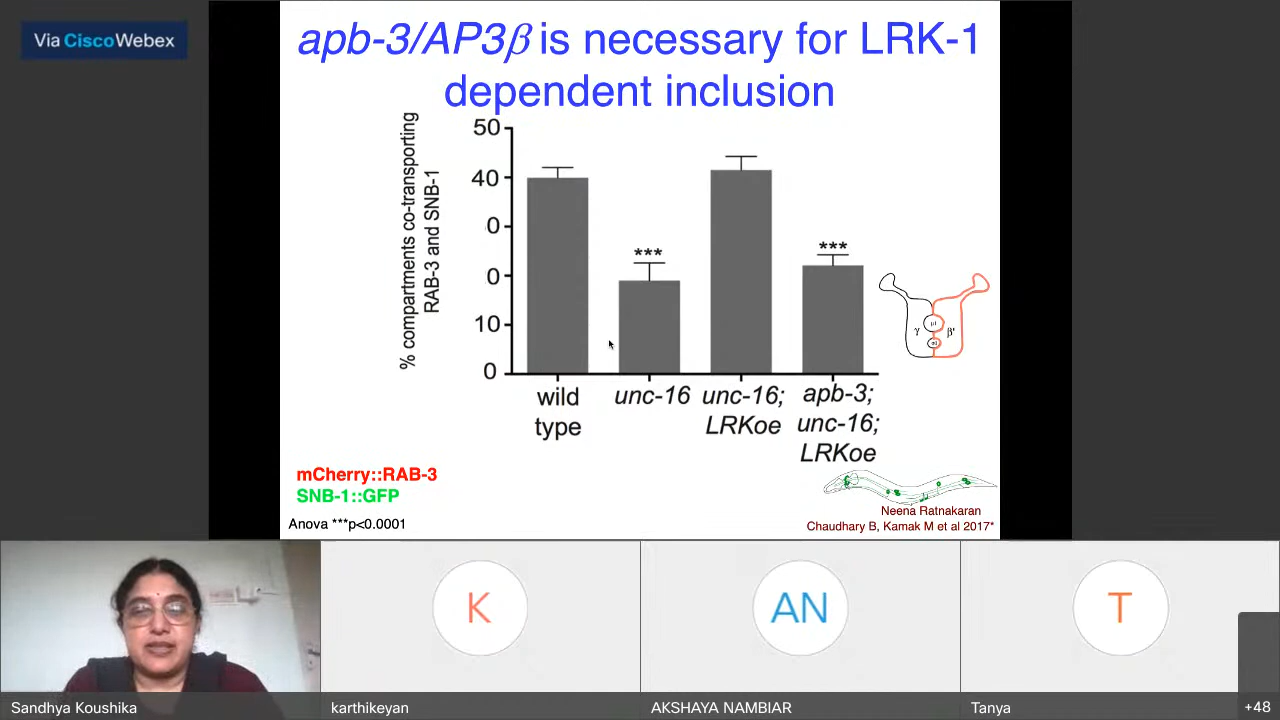 Via Cisco Webex
apb-3/AP3β is necessary for LRK-1
dependent inclusion
% compartments co-transporting
RAB-3 and SNB-1
50
40
0
0
10
0
***
***
wild
type
unc-16
unc-16;
LRKoe
apb-3;
unc-16;
LRKoe
γ
β'
mCherry::RAB-3
SNB-1::GFP
Anova ***p<0.0001
Neena Ratnakaran
Chaudhary B, Kamak M et al 2017*
K
AN
T
Sandhya Koushika
karthikeyan
AKSHAYA NAMBIAR
Tanya
+48